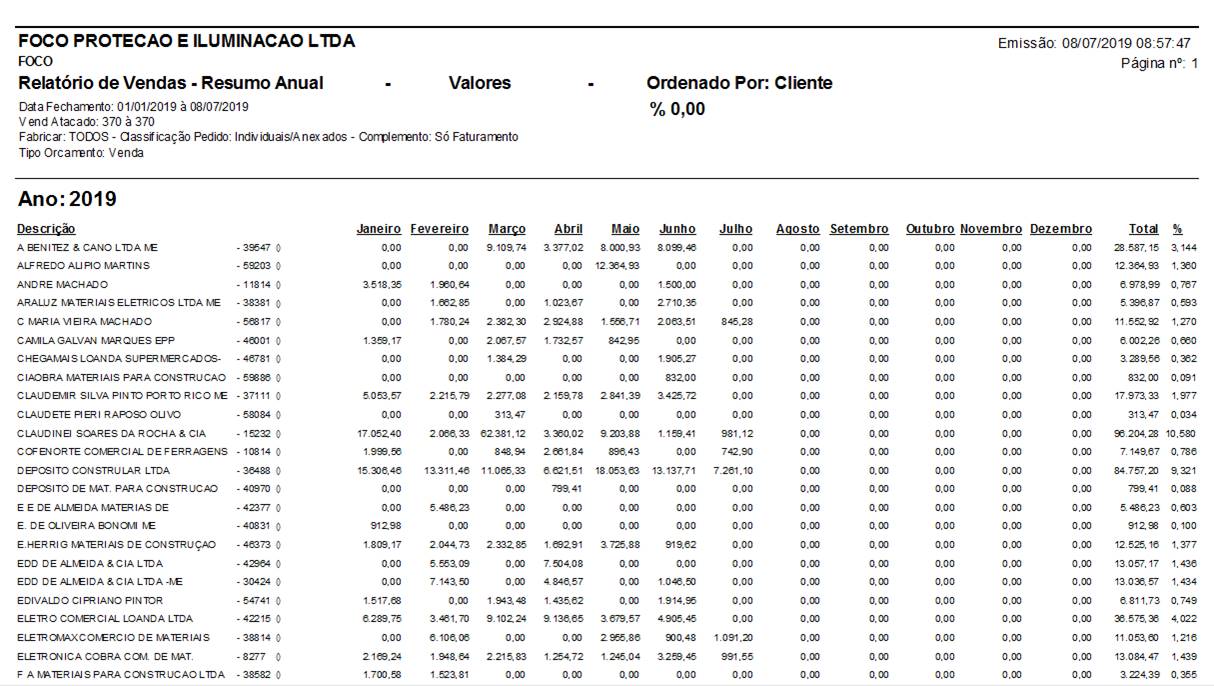 FOCO PROTECAO E ILUMINACAO LTDA
Emissão: 08/07/2019 08:57:47
FOCO
Página nº: 1
Relatório de Vendas - Resumo Anual - Valores - Ordenado Por: Cliente
Data Fechamento: 01/01/2019 à 08/07/2019
% 0,00
Vend Atacado: 370 à 370
Fabricar: TODOS - Classificação Pedido: Individuais/Anexados - Complemento: Só Faturamento
Tipo Orcamento: Venda
Ano: 2019
Descrição Janeiro Fevereiro Março Abril Maio Junho Julho Agosto Setembro Outubro Novembro Dezembro Total %
A BENITEZ & CANO LTDA ME - 39547 () 0,00 0,00 9.109,74 3.377,02 8.000,93 8.099,46 0,00 0,00 0,00 0,00 0,00 0,00 28.587,15 3,144
ALFREDO ALIPIO MARTINS - 59203 () 0,00 0,00 0,00 0,00 12.364,93 0,00 0,00 0,00 0,00 0,00 0,00 0,00 12.364,93 1,360
ANDRE MACHADO - 11814 () 3.518,35 1.960,64 0,00 0,00 0,00 1.500,00 0,00 0,00 0,00 0,00 0,00 0,00 6.978,99 0,767
ARALUZ MATERIAIS ELETRICOS LTDA ME - 38381 () 0,00 1.662,85 0,00 1.023,67 0,00 2.710,35 0,00 0,00 0,00 0,00 0,00 0,00 5.396,87 0,593
C MARIA VIEIRA MACHADO - 56817 () 0,00 1.780,24 2.382,30 2.924,88 1.556,71 2.063,51 845,28 0,00 0,00 0,00 0,00 0,00 11.552,92 1,270
CAMILA GALVAN MARQUES EPP - 46001 () 1.359,17 0,00 2.067,57 1.732,57 842,95 0,00 0,00 0,00 0,00 0,00 0,00 0,00 6.002,26 0,660
CHEGAMAIS LOANDA SUPERMERCADOS- - 46781 () 0,00 0,00 1.384,29 0,00 0,00 1.905,27 0,00 0,00 0,00 0,00 0,00 0,00 3.289,56 0,362
CIAOBRA MATERIAIS PARA CONSTRUCAO - 59886 () 0,00 0,00 0,00 0,00 0,00 832,00 0,00 0,00 0,00 0,00 0,00 0,00 832,00 0,091
CLAUDEMIR SILVA PINTO PORTO RICO ME - 37111 () 5.053,57 2.215,79 2.277,08 2.159,78 2.841,39 3.425,72 0,00 0,00 0,00 0,00 0,00 0,00 17.973,33 1,977
CLAUDETE PIERI RAPOSO OLIVO - 58084 () 0,00 0,00 313,47 0,00 0,00 0,00 0,00 0,00 0,00 0,00 0,00 0,00 313,47 0,034
CLAUDINEI SOARES DA ROCHA & CIA - 15232 () 17.052,40 2.066,33 62.381,12 3.360,02 9.203,88 1.159,41 981,12 0,00 0,00 0,00 0,00 0,00 96.204,28 10,580
COFENORTE COMERCIAL DE FERRAGENS - 10814 () 1.999,56 0,00 848,94 2.661,84 896,43 0,00 742,90 0,00 0,00 0,00 0,00 0,00 7.149,67 0,786
DEPOSITO CONSTRULAR LTDA - 36488 () 15.306,46 13.311,46 11.065,33 6.621,51 18.053,63 13.137,71 7.261,10 0,00 0,00 0,00 0,00 0,00 84.757,20 9,321
DEPOSITO DE MAT. PARA CONSTRUCAO - 40970 () 0,00 0,00 0,00 799,41 0,00 0,00 0,00 0,00 0,00 0,00 0,00 0,00 799,41 0,088
E E DE ALMEIDA MATERIAS DE - 42377 () 0,00 5.486,23 0,00 0,00 0,00 0,00 0,00 0,00 0,00 0,00 0,00 0,00 5.486,23 0,603
E. DE OLIVEIRA BONOMI ME - 40831 () 912,98 0,00 0,00 0,00 0,00 0,00 0,00 0,00 0,00 0,00 0,00 0,00 912,98 0,100
E.HERRIG MATERIAIS DE CONSTRUÇAO - 46373 () 1.809,17 2.044,73 2.332,85 1.692,91 3.725,88 919,62 0,00 0,00 0,00 0,00 0,00 0,00 12.525,16 1,377
EDD DE ALMEIDA & CIA LTDA - 42964 () 0,00 5.553,09 0,00 7.504,08 0,00 0,00 0,00 0,00 0,00 0,00 0,00 0,00 13.057,17 1,436
EDD DE ALMEIDA & CIA LTDA -ME - 30424 () 0,00 7.143,50 0,00 4.846,57 0,00 1.046,50 0,00 0,00 0,00 0,00 0,00 0,00 13.036,57 1,434
EDIVALDO CIPRIANO PINTOR - 54741 () 1.517,68 0,00 1.943,48 1.435,62 0,00 1.914,95 0,00 0,00 0,00 0,00 0,00 0,00 6.811,73 0,749
ELETRO COMERCIAL LOANDA LTDA - 42215 () 6.289,75 3.461,70 9.102,24 9.136,65 3.679,57 4.905,45 0,00 0,00 0,00 0,00 0,00 0,00 36.575,36 4,022
ELETROMAX COMERCIO DE MATERIAIS - 38814 () 0,00 6.106,06 0,00 0,00 2.955,86 900,48 1.091,20 0,00 0,00 0,00 0,00 0,00 11.053,60 1,216
ELETRONICA COBRA COM. DE MAT. - 8277 () 2.169,24 1.948,64 2.215,83 1.254,72 1.245,04 3.259,45 991,55 0,00 0,00 0,00 0,00 0,00 13.084,47 1,439
F A MATERIAIS PARA CONSTRUCAO LTDA - 38582 () 1.700,58 1.523,81 0,00 0,00 0,00 0,00 0,00 0,00 0,00 0,00 0,00 0,00 3.224,39 0,355